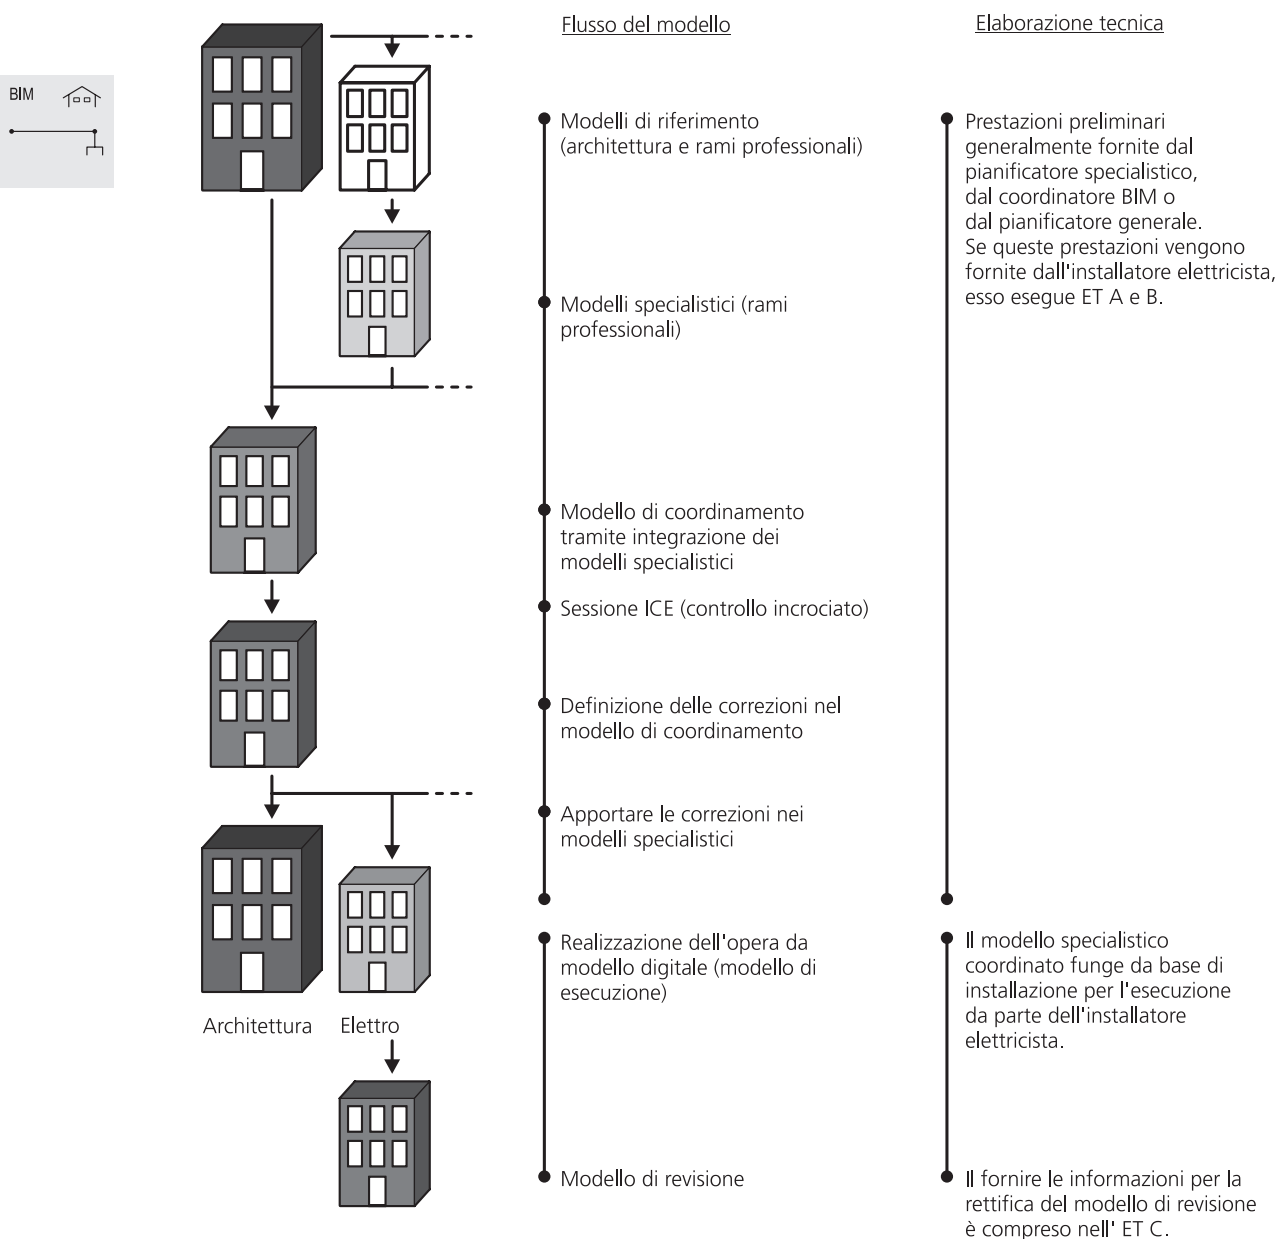 Flusso del modello
Elaborazione tecnica
BIM
Modelli di riferimento
(architettura e rami professionali)
Modelli specialistici (rami
professionali)
Modello di coordinamento
tramite integrazione dei
modelli specialistici
Sessione ICE (controllo incrociato)
Definizione delle correzioni nel
modello di coordinamento
Apportare le correzioni nei
modelli specialistici
Realizzazione dell'opera da
modello digitale (modello di
esecuzione)
Modello di revisione
Prestazioni preliminari
generalmente fornite dal
pianificatore specialistico,
dal coordinatore BIM o
dal pianificatore generale.
Se queste prestazioni vengono
fornite dall'installatore elettricista,
esso esegue ET A e B.
Il modello specialistico
coordinato funge da base di
installazione per l'esecuzione
da parte dell'installatore
elettricista.
Il fornire le informazioni per la
rettifica del modello di revisione
è compreso nell' ET C.
Architettura
Elettro